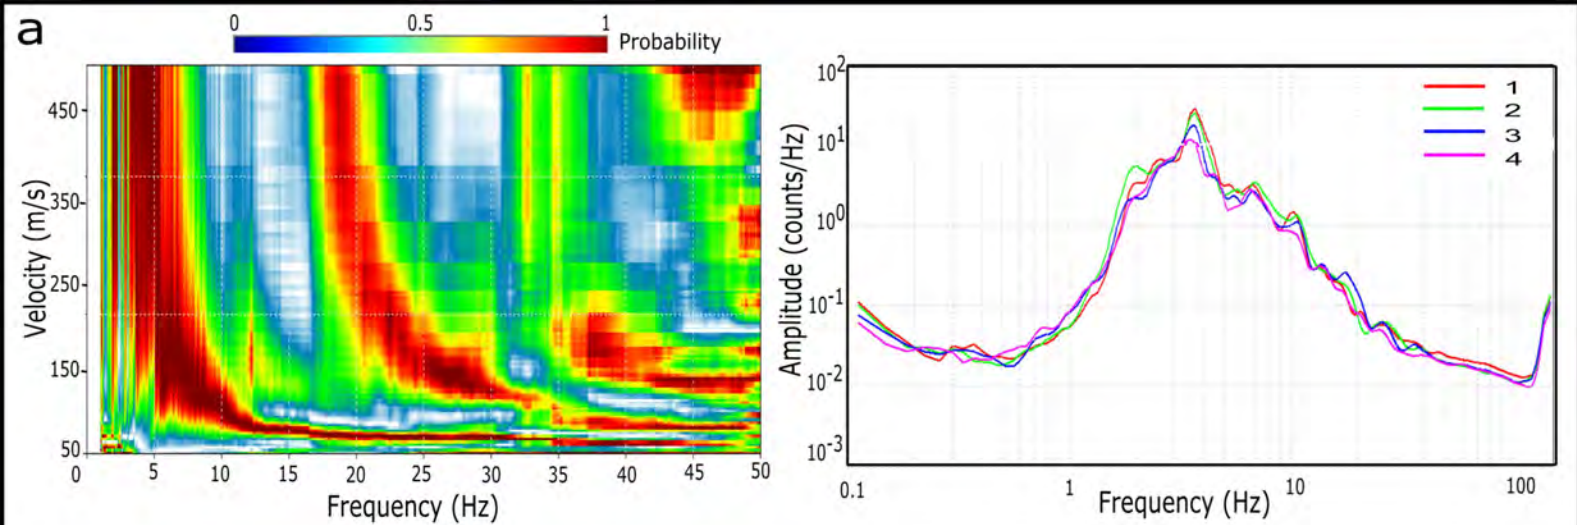 a
0 0.5 1
Probability
Velocity (m/s)
450
350
250
150
50
0 5 10 15 20 25 30 35 40 45 50
Frequency (Hz)
Amplitude (counts/Hz)
10²
10¹
10⁰
10⁻¹
10⁻²
10⁻³
0.1 1 10 100
Frequency (Hz)
1
2
3
4